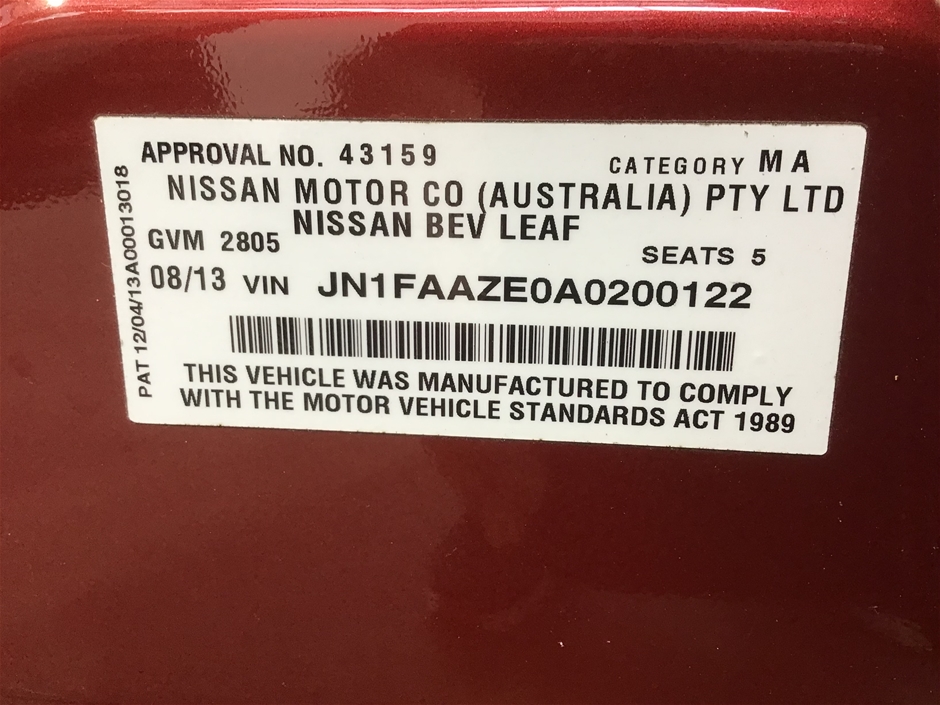 APPROVAL NO. 43159 CATEGORY MA
NISSAN MOTOR CO (AUSTRALIA) PTY LTD
NISSAN BEV LEAF
GVM 2805 SEATS 5
08/13 VIN JN1FAAZE0A0200122
THIS VEHICLE WAS MANUFACTURED TO COMPLY
WITH THE MOTOR VEHICLE STANDARDS ACT 1989
PAT 12/04/13A00013018